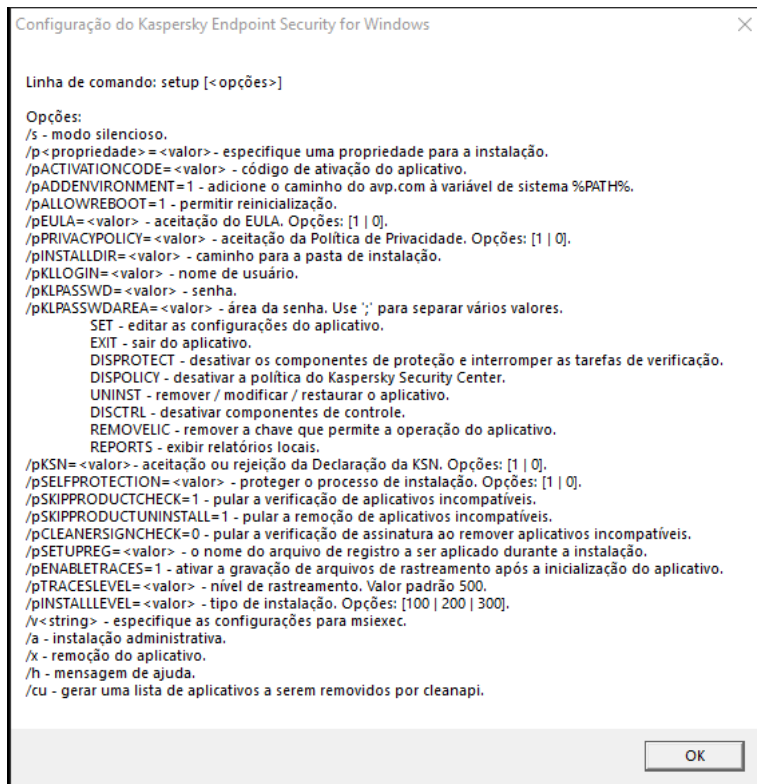 Configuração do Kaspersky Endpoint Security for Windows
Linha de comando: setup [<opções>]
Opções:
/s - modo silencioso.
/p<propriedade>=<valor>- especifique uma propriedade para a instalação.
/pACTIVATIONCODE=<valor> - código de ativação do aplicativo.
/pADDENVIRONMENT=1 - adicione o caminho do avp.com à variável de sistema %PATH%.
/pALLOWREBOOT=1 - permitir reinicialização.
/pEULA=<valor> - aceitação do EULA. Opções: [1 | 0].
/pPRIVACYPOLICY=<valor> - aceitação da Política de Privacidade. Opções: [1 | 0].
/pINSTALLDIR=<valor> - caminho para a pasta de instalação.
/pKLLOGIN=<valor> - nome de usuário.
/pKLPASSWD=<valor> - senha.
/pKLPASSWDAREA=<valor> - área da senha. Use ';' para separar vários valores.
SET - editar as configurações do aplicativo.
EXIT - sair do aplicativo.
DISPROTECT - desativar os componentes de proteção e interromper as tarefas de verificação.
DISPOLICY - desativar a política do Kaspersky Security Center.
UNINST - remover / modificar / restaurar o aplicativo.
DISCTRL - desativar componentes de controle.
REMOVELIC - remover a chave que permite a operação do aplicativo.
REPORTS - exibir relatórios locais.
/pKSN=<valor>- aceitação ou rejeição da Declaração da KSN. Opções: [1 | 0].
/pSELFPROTECTION=<valor> - proteger o processo de instalação. Opções: [1 | 0].
/pSKIPPRODUCTCHECK=1 - pular a verificação de aplicativos incompatíveis.
/pSKIPPRODUCTUNINSTALL=1 - pular a remoção de aplicativos incompatíveis.
/pCLEANERSIGNCHECK=0 - pular a verificação de assinatura ao remover aplicativos incompatíveis.
/pSETUPREG=<valor> - o nome do arquivo de registro a ser aplicado durante a instalação.
/pENABLETRACES=1 - ativar a gravação de arquivos de rastreamento após a inicialização do aplicativo.
/pTRACESLEVEL=<valor> - nível de rastreamento. Valor padrão 500.
/pINSTALLLEVEL=<valor> - tipo de instalação. Opções: [100 | 200 | 300].
/v<string> - especifique as configurações para msiexec.
/a - instalação administrativa.
/x - remoção do aplicativo.
/h - mensagem de ajuda.
/cu - gerar uma lista de aplicativos a serem removidos por cleanapi.
OK